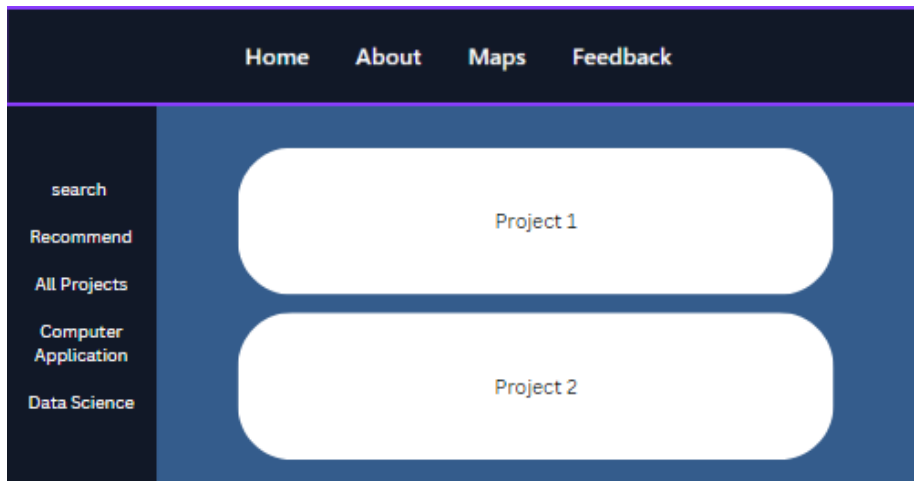 Home About Maps Feedback
search
Recommend
All Projects
Computer
Application
Data Science
Project 1
Project 2